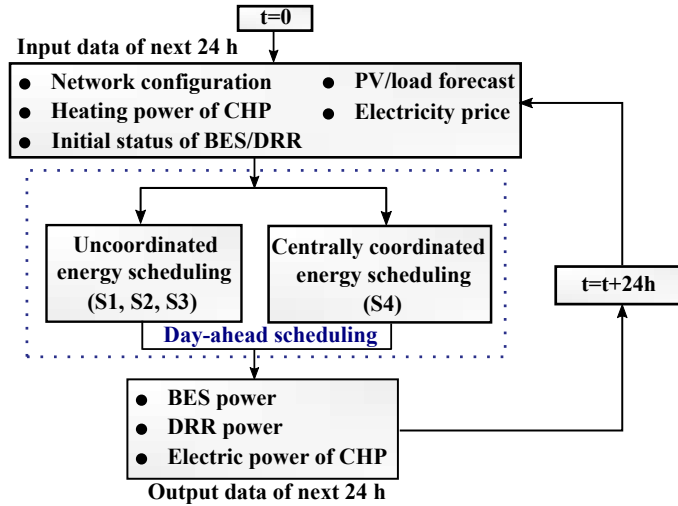 t=0
Input data of next 24 h
● Network configuration
● PV/load forecast
● Heating power of CHP
● Electricity price
● Initial status of BES/DRR
Uncoordinated
energy scheduling
(S1, S2, S3)
Centrally coordinated
energy scheduling
(S4)
t=t+24h
Day-ahead scheduling
● BES power
● DRR power
● Electric power of CHP
Output data of next 24 h